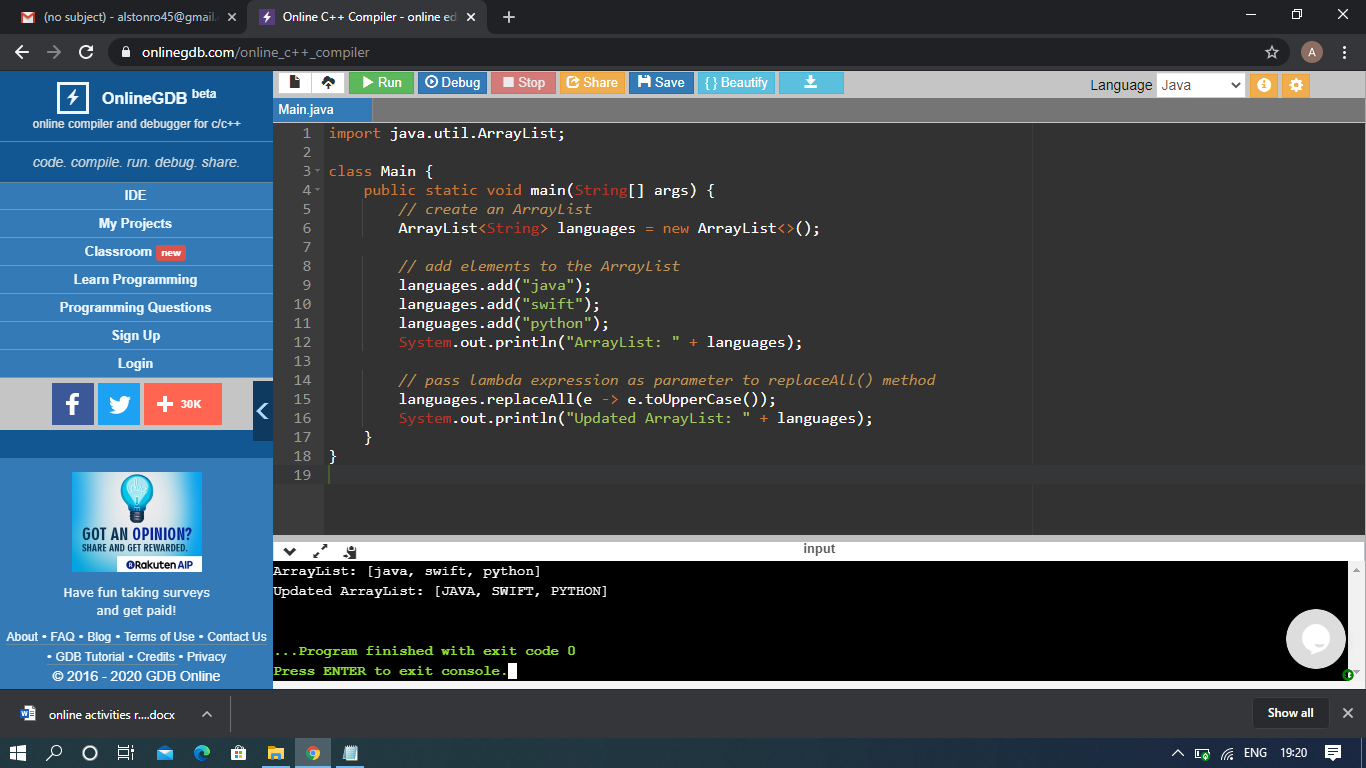 (no subject) - alstonro45@gmail.
Online C++ Compiler - online ed
onlinegdb.com/online_c++_compiler
A
OnlineGDB beta
online compiler and debugger for c/c++
code. compile. run. debug. share.
IDE
My Projects
Classroom new
Learn Programming
Programming Questions
Sign Up
Login
30K
GOT AN OPINION?
SHARE AND GET REWARDED.
Rakuten AIP
Have fun taking surveys
and get paid!
About • FAQ • Blog • Terms of Use • Contact Us
• GDB Tutorial • Credits • Privacy
© 2016 - 2020 GDB Online
Run Debug Stop Share Save { } Beautify
Language Java
Main.java
1 import java.util.ArrayList;
2
3 class Main {
4 public static void main(String[] args) {
5 // create an ArrayList
6 ArrayList<String> languages = new ArrayList<>();
7
8 // add elements to the ArrayList
9 languages.add("java");
10 languages.add("swift");
11 languages.add("python");
12 System.out.println("ArrayList: " + languages);
13
14 // pass lambda expression as parameter to replaceAll() method
15 languages.replaceAll(e -> e.toUpperCase());
16 System.out.println("Updated ArrayList: " + languages);
17 }
18 }
19
input
ArrayList: [java, swift, python]
Updated ArrayList: [JAVA, SWIFT, PYTHON]
...Program finished with exit code 0
Press ENTER to exit console.
online activities r....docx
Show all
ENG 19:20